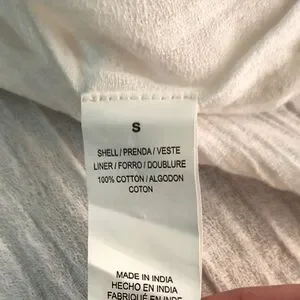 S
SHELL / PRENDA / VESTE
LINER / FORRO / DOUBLURE
100% COTTON / ALGODON
COTON
MADE IN INDIA
HECHO EN INDIA
FABRIQUÉ EN INDE